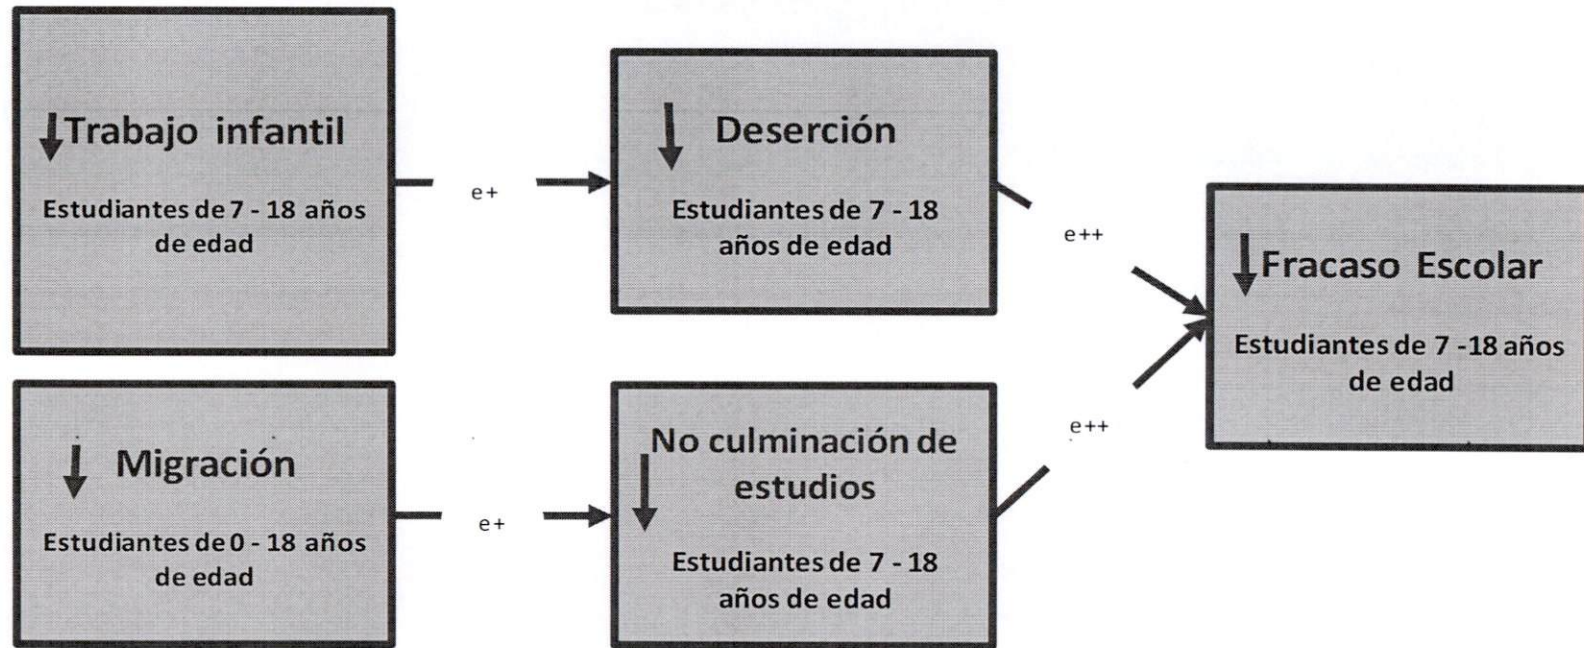 Trabajo infantil
Estudiantes de 7 - 18 años
de edad
e+
Deserción
Estudiantes de 7 - 18
años de edad
e++
Fracaso Escolar
Estudiantes de 7 -18 años
de edad
Migración
Estudiantes de 0 - 18 años
de edad
e+
No culminación de
estudios
Estudiantes de 7 - 18
años de edad
e++